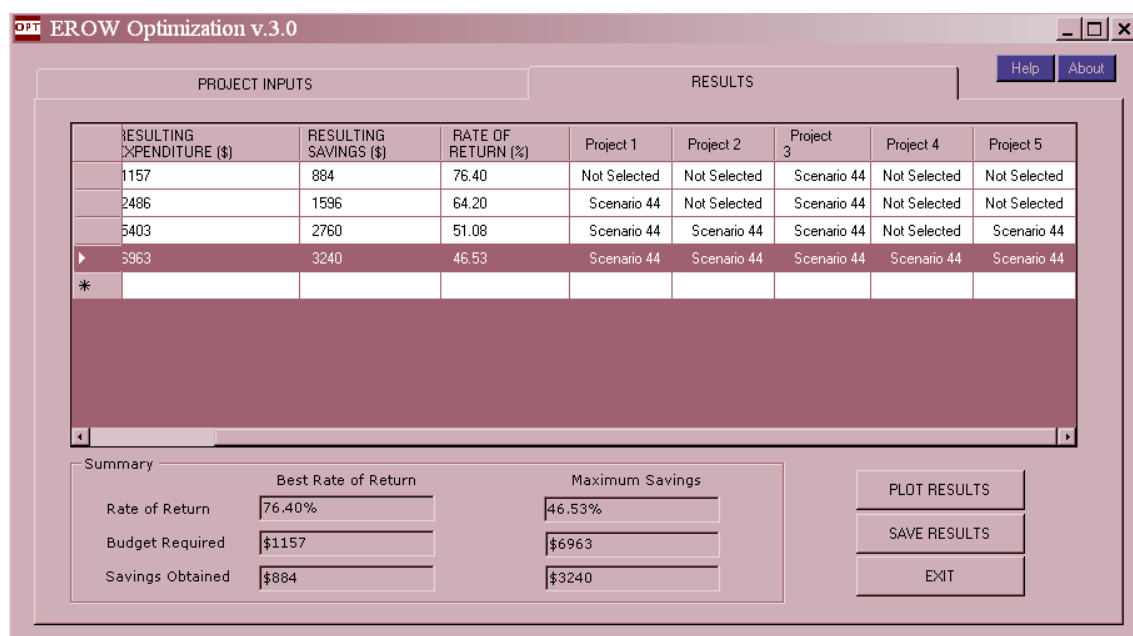 OPT EROW Optimization v.3.0
Help About
PROJECT INPUTS RESULTS
RESULTING EXPENDITURE ($) RESULTING SAVINGS ($) RATE OF RETURN (%) Project 1 Project 2 Project 3 Project 4 Project 5
1157 884 76.40 Not Selected Not Selected Scenario 44 Not Selected Not Selected
2486 1596 64.20 Scenario 44 Not Selected Scenario 44 Not Selected Not Selected
5403 2760 51.08 Scenario 44 Scenario 44 Scenario 44 Not Selected Scenario 44
6963 3240 46.53 Scenario 44 Scenario 44 Scenario 44 Scenario 44 Scenario 44
Summary
Best Rate of Return Maximum Savings
Rate of Return 76.40% 46.53%
Budget Required $1157 $6963
Savings Obtained $884 $3240
PLOT RESULTS
SAVE RESULTS
EXIT